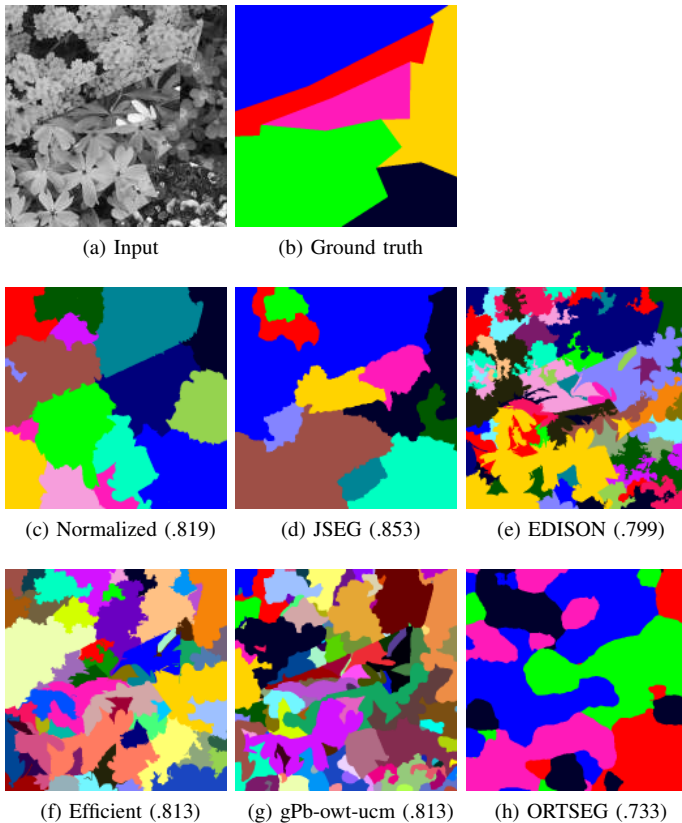 (a) Input
(b) Ground truth
(c) Normalized (.819)
(d) JSEG (.853)
(e) EDISON (.799)
(f) Efficient (.813)
(g) gPb-owt-ucm (.813)
(h) ORTSEG (.733)